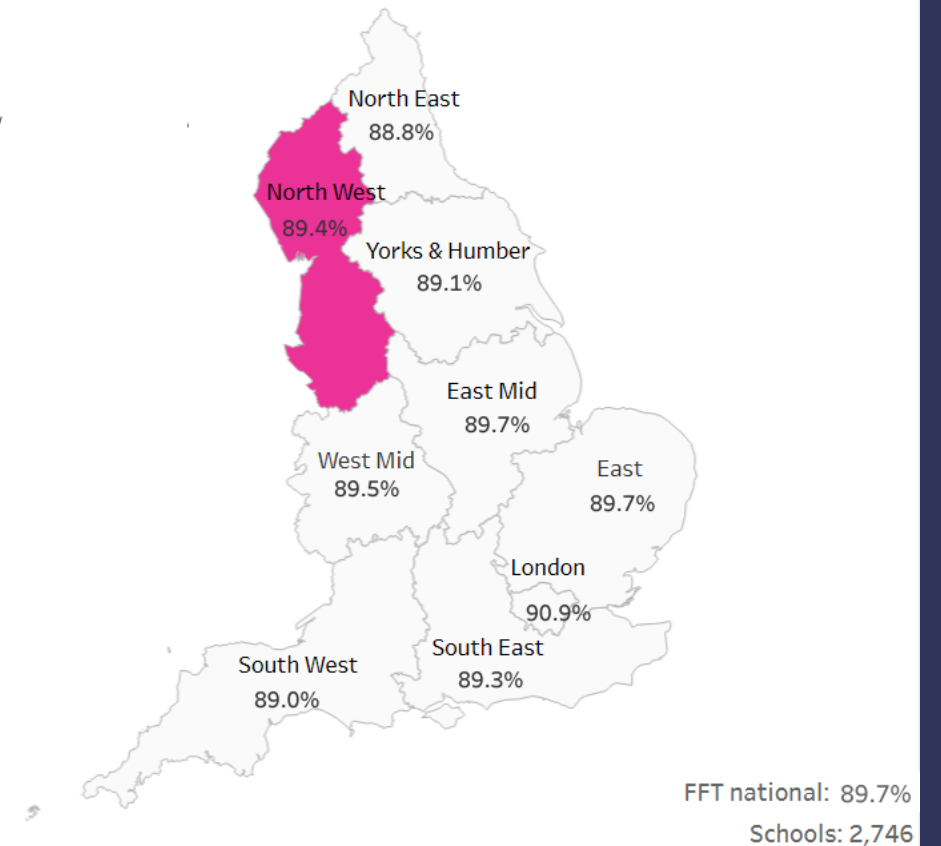 North East
88.8%
North West
89.4%
Yorks & Humber
89.1%
East Mid
89.7%
West Mid
89.5%
East
89.7%
London
90.9%
South East
89.3%
South West
89.0%
FFT national: 89.7%
Schools: 2,746